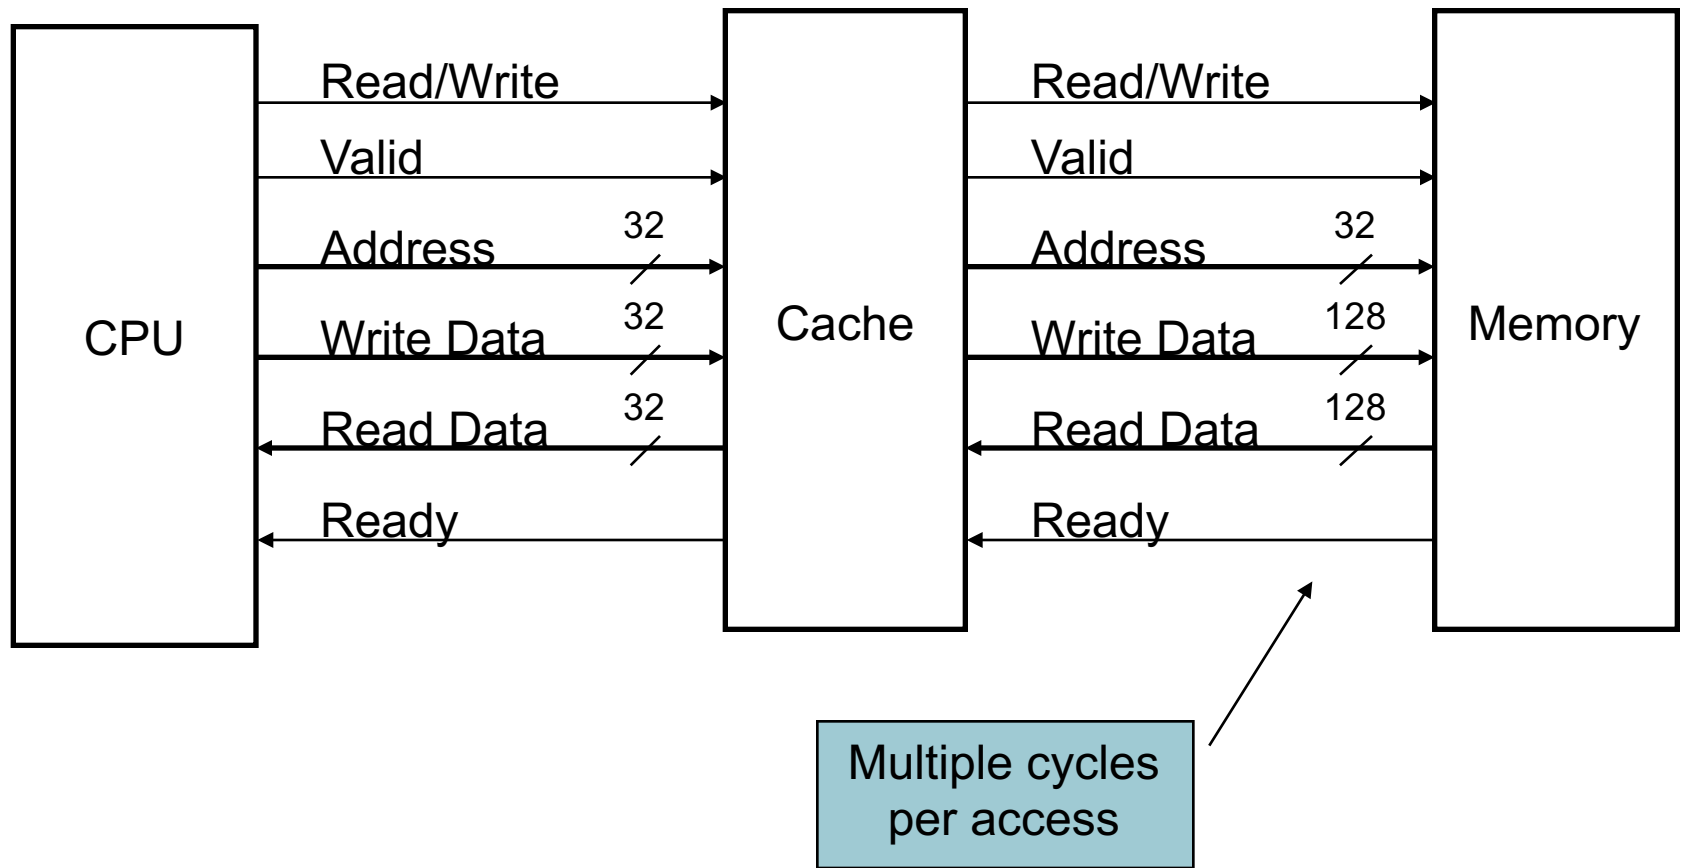 Read/Write
Read/Write
Valid
Valid
32
32
Address
Address
32
128
CPU
Write Data
Cache
Write Data
Memory
32
128
Read Data
Read Data
Ready
Ready
Multiple cycles
per access